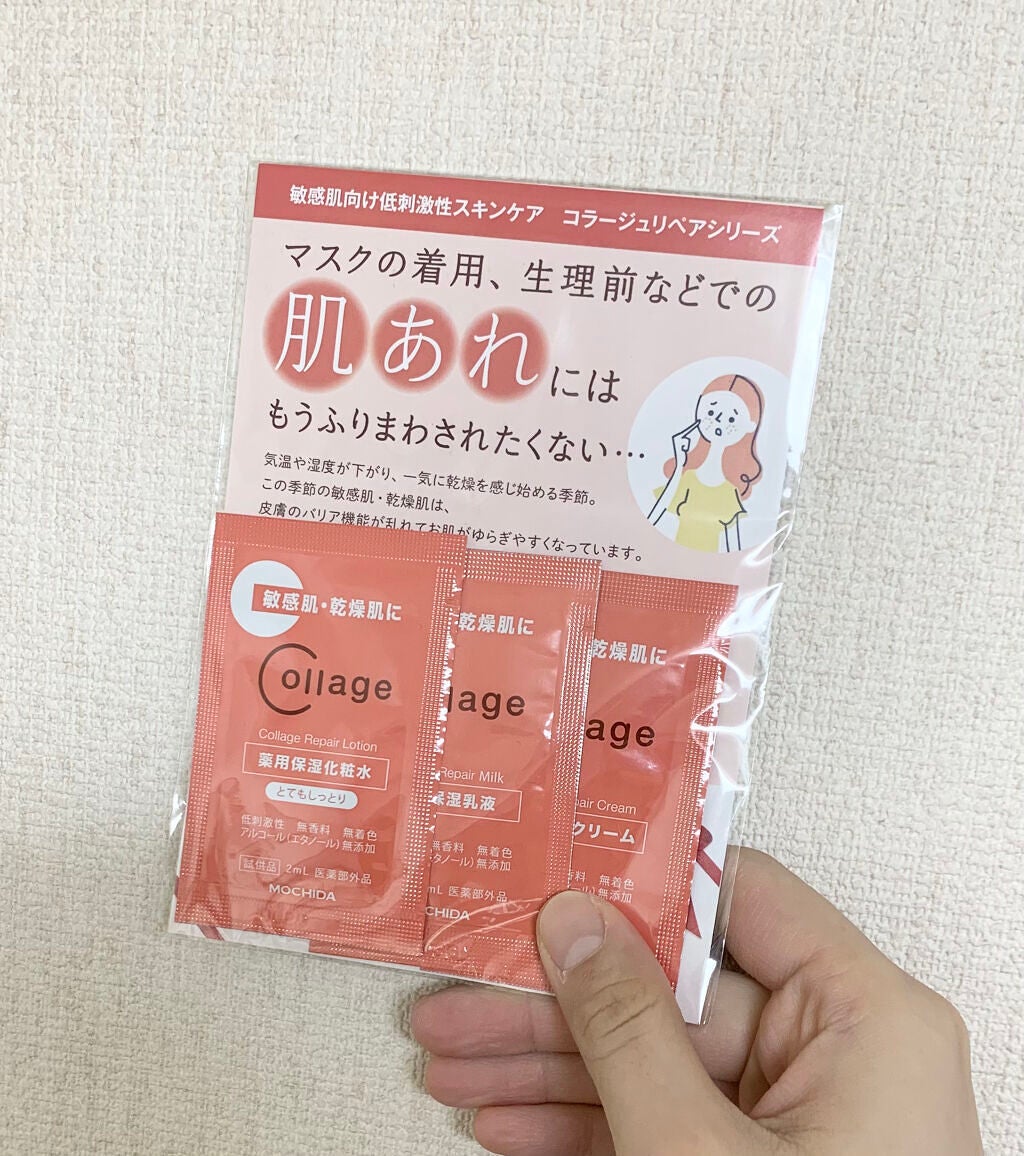 敏感肌向け低刺激性スキンケア　コラージュリペアシリーズ
マスクの着用、生理前などでの
肌あれには
もうふりまわされたくない…
気温や湿度が下がり、一気に乾燥を感じ始める季節。
この季節の敏感肌・乾燥肌は、
皮膚のバリア機能が乱れてお肌がゆらぎやすくなっています。
敏感肌・乾燥肌に
Collage
Collage Repair Lotion
薬用保湿化粧水
とてもしっとり
低刺激性　無香料　無着色
アルコール（エタノール）無添加
試供品 2mL 医薬部外品
MOCHIDA
乾燥肌に
lage
Repair Milk
保湿乳液
無香料　無着色
タノール）無添加
mL 医薬部外品
CHIDA
乾燥肌に
lage
pair Cream
クリーム
香料　無着色
ル）無添加